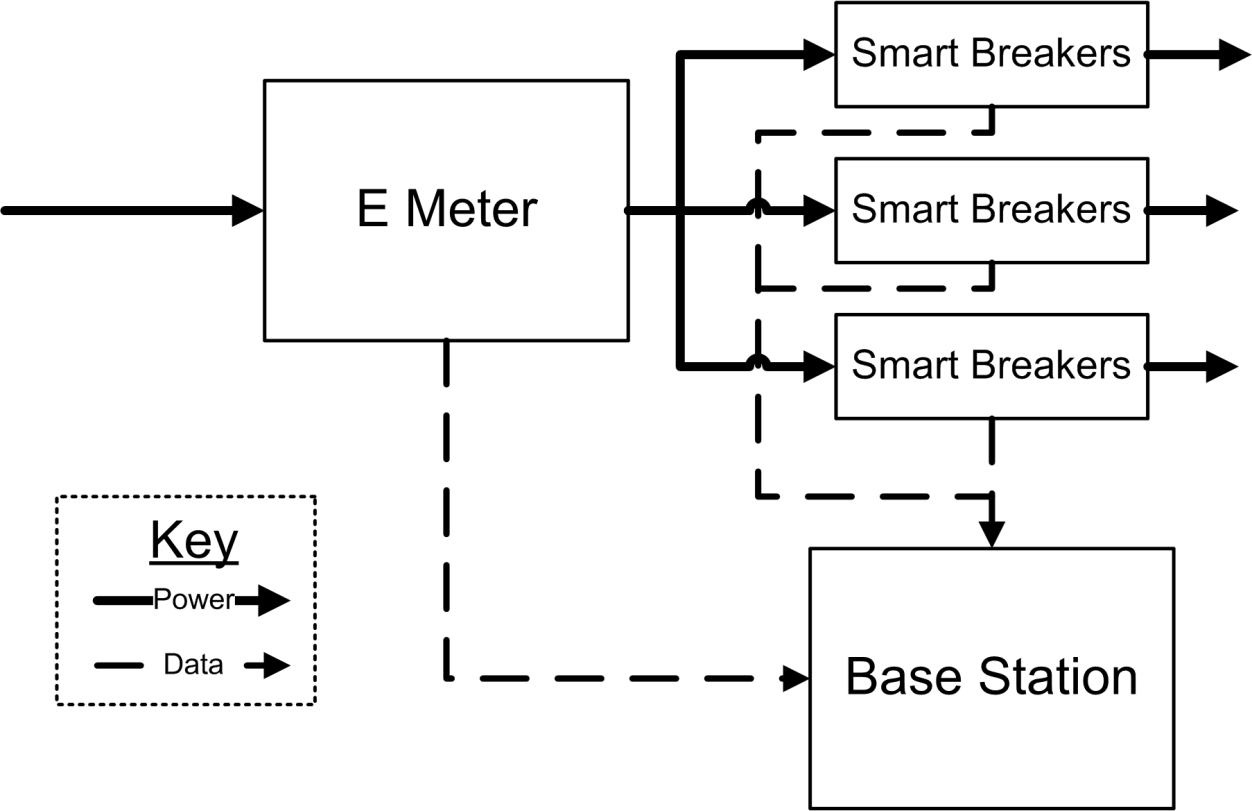 Smart Breakers
E Meter
Smart Breakers
Smart Breakers
Key
Power
Data
Base Station